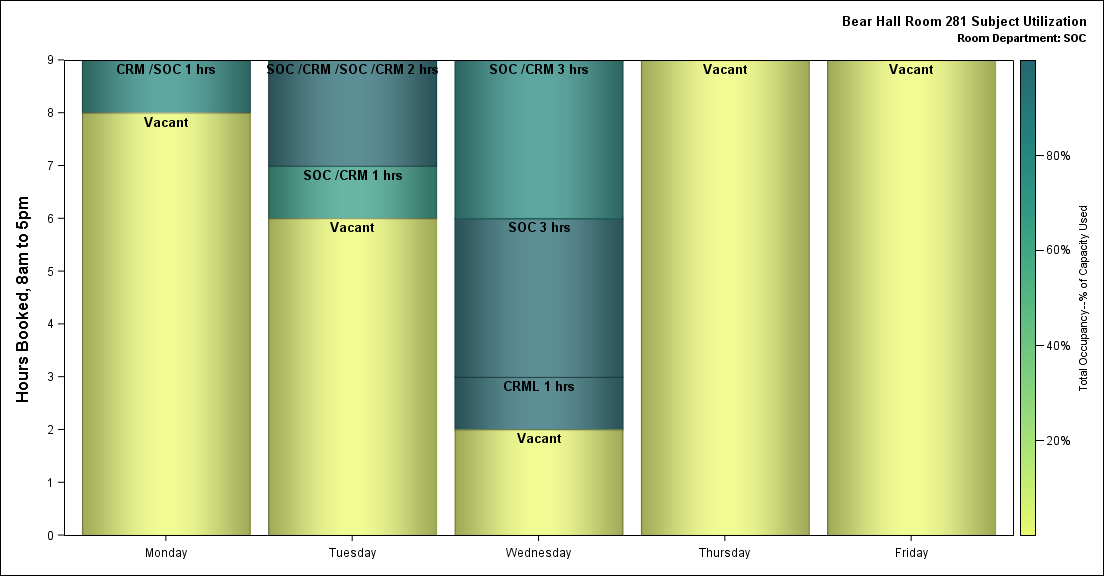 Bear Hall Room 281 Subject Utilization
Room Department: SOC
Hours Booked, 8am to 5pm
9
8
7
6
5
4
3
2
1
0
CRM /SOC 1 hrs
Vacant
SOC /CRM /SOC /CRM 2 hrs
SOC /CRM 1 hrs
Vacant
SOC /CRM 3 hrs
SOC 3 hrs
CRML 1 hrs
Vacant
Vacant
Vacant
Monday
Tuesday
Wednesday
Thursday
Friday
80%
60%
40%
20%
Total Occupancy--% of Capacity Used